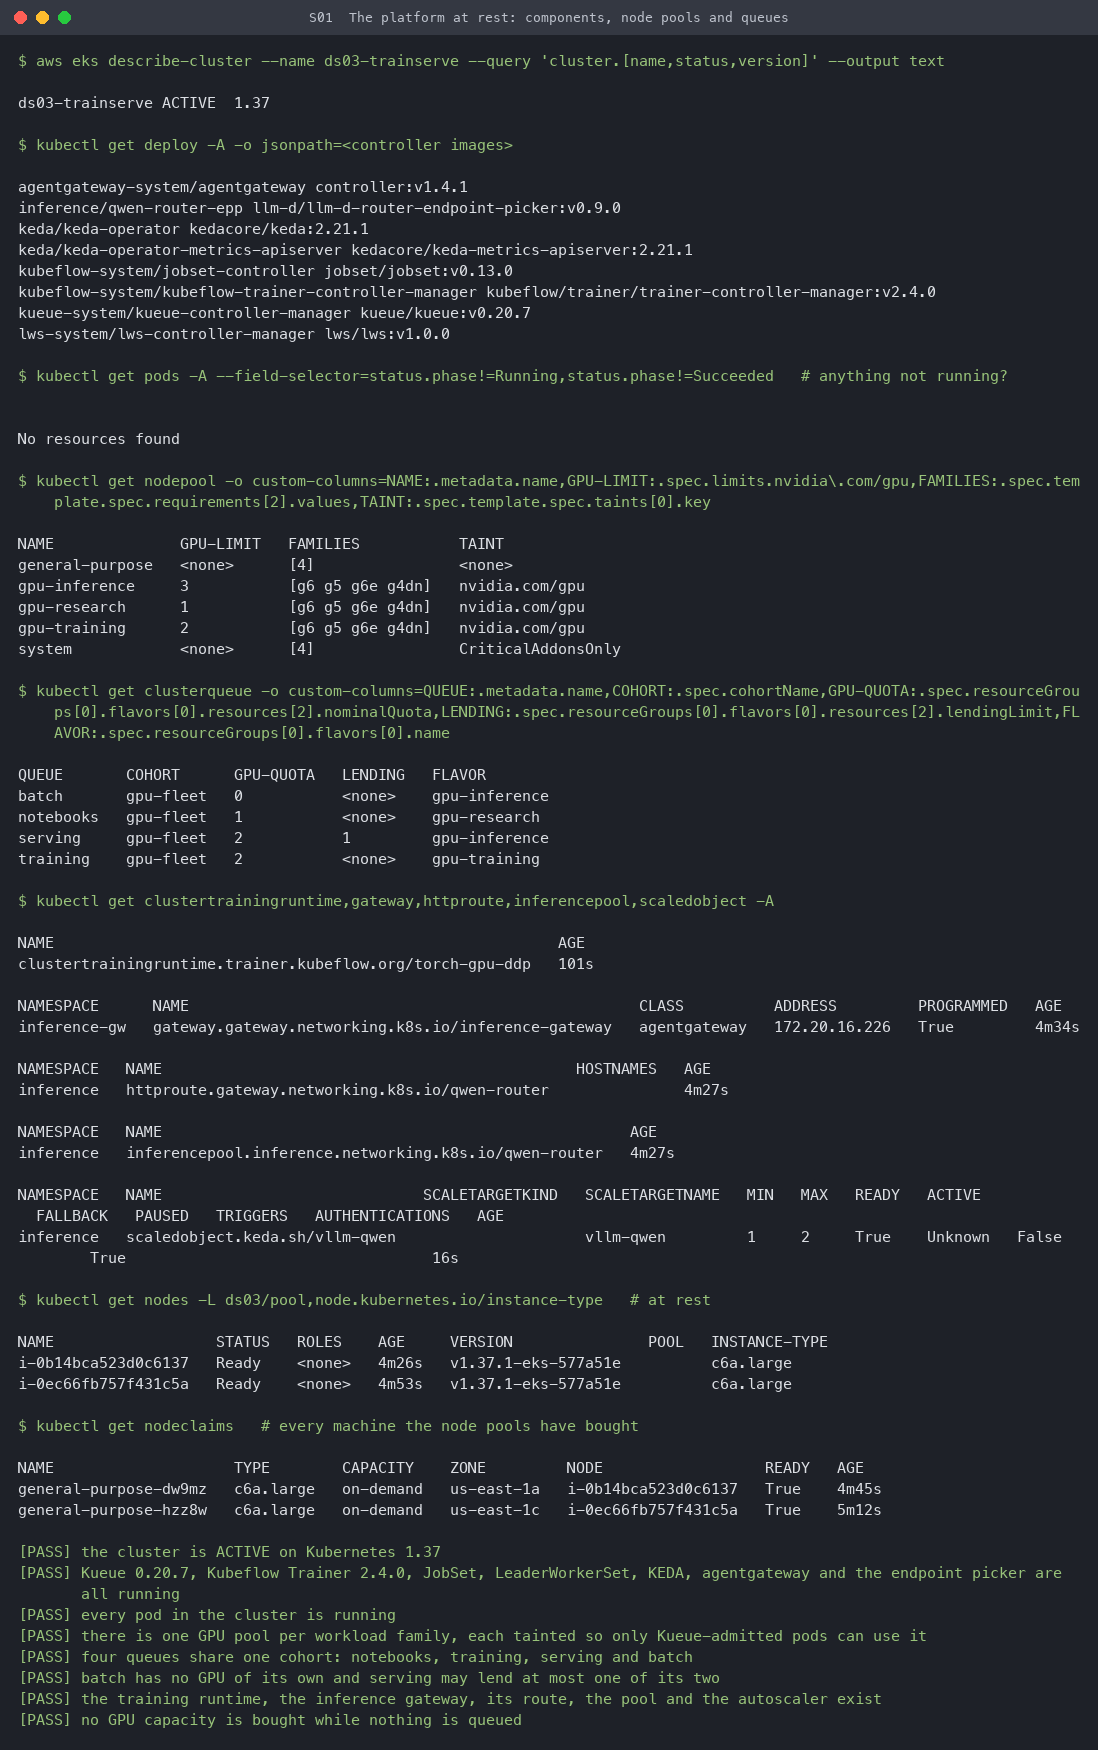 S01  The platform at rest: components, node pools and queues
$ aws eks describe-cluster --name ds03-trainserve --query 'cluster.[name,status,version]' --output text
ds03-trainserve ACTIVE  1.37
$ kubectl get deploy -A -o jsonpath=<controller images>
agentgateway-system/agentgateway controller:v1.4.1
inference/qwen-router-epp llm-d/llm-d-router-endpoint-picker:v0.9.0
keda/keda-operator kedacore/keda:2.21.1
keda/keda-operator-metrics-apiserver kedacore/keda-metrics-apiserver:2.21.1
kubeflow-system/jobset-controller jobset/jobset:v0.13.0
kubeflow-system/kubeflow-trainer-controller-manager kubeflow/trainer/trainer-controller-manager:v2.4.0
kueue-system/kueue-controller-manager kueue/kueue:v0.20.7
lws-system/lws-controller-manager lws/lws:v1.0.0
$ kubectl get pods -A --field-selector=status.phase!=Running,status.phase!=Succeeded   # anything not running?
No resources found
$ kubectl get nodepool -o custom-columns=NAME:.metadata.name,GPU-LIMIT:.spec.limits.nvidia\.com/gpu,FAMILIES:.spec.tem
    plate.spec.requirements[2].values,TAINT:.spec.template.spec.taints[0].key
NAME              GPU-LIMIT   FAMILIES           TAINT
general-purpose   <none>      [4]                <none>
gpu-inference     3           [g6 g5 g6e g4dn]   nvidia.com/gpu
gpu-research      1           [g6 g5 g6e g4dn]   nvidia.com/gpu
gpu-training      2           [g6 g5 g6e g4dn]   nvidia.com/gpu
system            <none>      [4]                CriticalAddonsOnly
$ kubectl get clusterqueue -o custom-columns=QUEUE:.metadata.name,COHORT:.spec.cohortName,GPU-QUOTA:.spec.resourceGrou
    ps[0].flavors[0].resources[2].nominalQuota,LENDING:.spec.resourceGroups[0].flavors[0].resources[2].lendingLimit,FL
    AVOR:.spec.resourceGroups[0].flavors[0].name
QUEUE       COHORT      GPU-QUOTA   LENDING   FLAVOR
batch       gpu-fleet   0           <none>    gpu-inference
notebooks   gpu-fleet   1           <none>    gpu-research
serving     gpu-fleet   2           1         gpu-inference
training    gpu-fleet   2           <none>    gpu-training
$ kubectl get clustertrainingruntime,gateway,httproute,inferencepool,scaledobject -A
NAME                                                        AGE
clustertrainingruntime.trainer.kubeflow.org/torch-gpu-ddp   101s
NAMESPACE      NAME                                                  CLASS          ADDRESS         PROGRAMMED   AGE
inference-gw   gateway.gateway.networking.k8s.io/inference-gateway   agentgateway   172.20.16.226   True         4m34s
NAMESPACE   NAME                                              HOSTNAMES   AGE
inference   httproute.gateway.networking.k8s.io/qwen-router               4m27s
NAMESPACE   NAME                                                    AGE
inference   inferencepool.inference.networking.k8s.io/qwen-router   4m27s
NAMESPACE   NAME                             SCALETARGETKIND   SCALETARGETNAME   MIN   MAX   READY   ACTIVE
  FALLBACK   PAUSED   TRIGGERS   AUTHENTICATIONS   AGE
inference   scaledobject.keda.sh/vllm-qwen                     vllm-qwen         1     2     True    Unknown   False
        True                                  16s
$ kubectl get nodes -L ds03/pool,node.kubernetes.io/instance-type   # at rest
NAME                  STATUS   ROLES    AGE     VERSION               POOL   INSTANCE-TYPE
i-0b14bca523d0c6137   Ready    <none>   4m26s   v1.37.1-eks-577a51e          c6a.large
i-0ec66fb757f431c5a   Ready    <none>   4m53s   v1.37.1-eks-577a51e          c6a.large
$ kubectl get nodeclaims   # every machine the node pools have bought
NAME                    TYPE        CAPACITY    ZONE         NODE                  READY   AGE
general-purpose-dw9mz   c6a.large   on-demand   us-east-1a   i-0b14bca523d0c6137   True    4m45s
general-purpose-hzz8w   c6a.large   on-demand   us-east-1c   i-0ec66fb757f431c5a   True    5m12s
[PASS] the cluster is ACTIVE on Kubernetes 1.37
[PASS] Kueue 0.20.7, Kubeflow Trainer 2.4.0, JobSet, LeaderWorkerSet, KEDA, agentgateway and the endpoint picker are
       all running
[PASS] every pod in the cluster is running
[PASS] there is one GPU pool per workload family, each tainted so only Kueue-admitted pods can use it
[PASS] four queues share one cohort: notebooks, training, serving and batch
[PASS] batch has no GPU of its own and serving may lend at most one of its two
[PASS] the training runtime, the inference gateway, its route, the pool and the autoscaler exist
[PASS] no GPU capacity is bought while nothing is queued